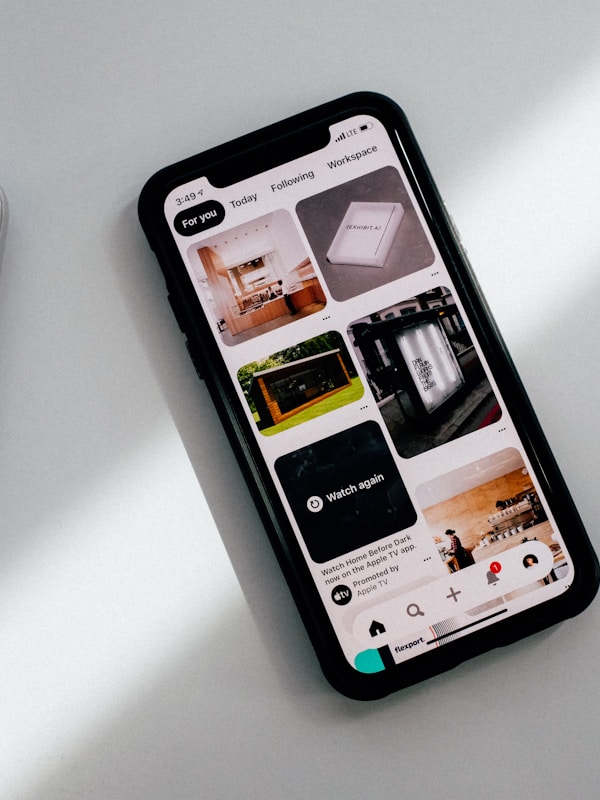 3:49
LTE
For you
Today
Following
Workspace
(EXHIBIT A)
Watch again
Watch Home Before Dark
now on the Apple TV app.
Promoted by
Apple TV
tv
1
flexport.